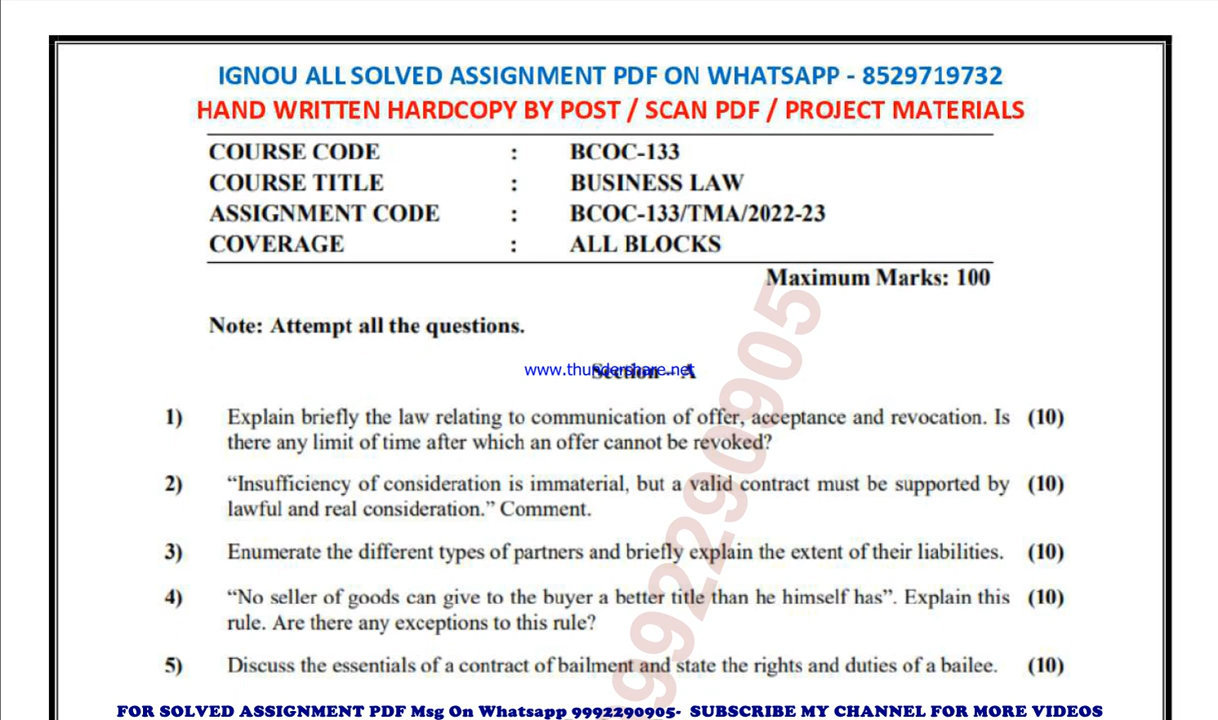 IGNOU ALL SOLVED ASSIGNMENT PDF ON WHATSAPP - 8529719732
HAND WRITTEN HARDCOPY BY POST / SCAN PDF / PROJECT MATERIALS
COURSE CODE : BCOC-133
COURSE TITLE : BUSINESS LAW
ASSIGNMENT CODE : BCOC-133/TMA/2022-23
COVERAGE : ALL BLOCKS
Maximum Marks: 100
Note: Attempt all the questions.
www.thundershare.net
Section – A
1) Explain briefly the law relating to communication of offer, acceptance and revocation. Is (10)
there any limit of time after which an offer cannot be revoked?
2) “Insufficiency of consideration is immaterial, but a valid contract must be supported by (10)
lawful and real consideration.” Comment.
3) Enumerate the different types of partners and briefly explain the extent of their liabilities. (10)
4) “No seller of goods can give to the buyer a better title than he himself has”. Explain this (10)
rule. Are there any exceptions to this rule?
5) Discuss the essentials of a contract of bailment and state the rights and duties of a bailee. (10)
9992290905
FOR SOLVED ASSIGNMENT PDF Msg On Whatsapp 9992290905- SUBSCRIBE MY CHANNEL FOR MORE VIDEOS